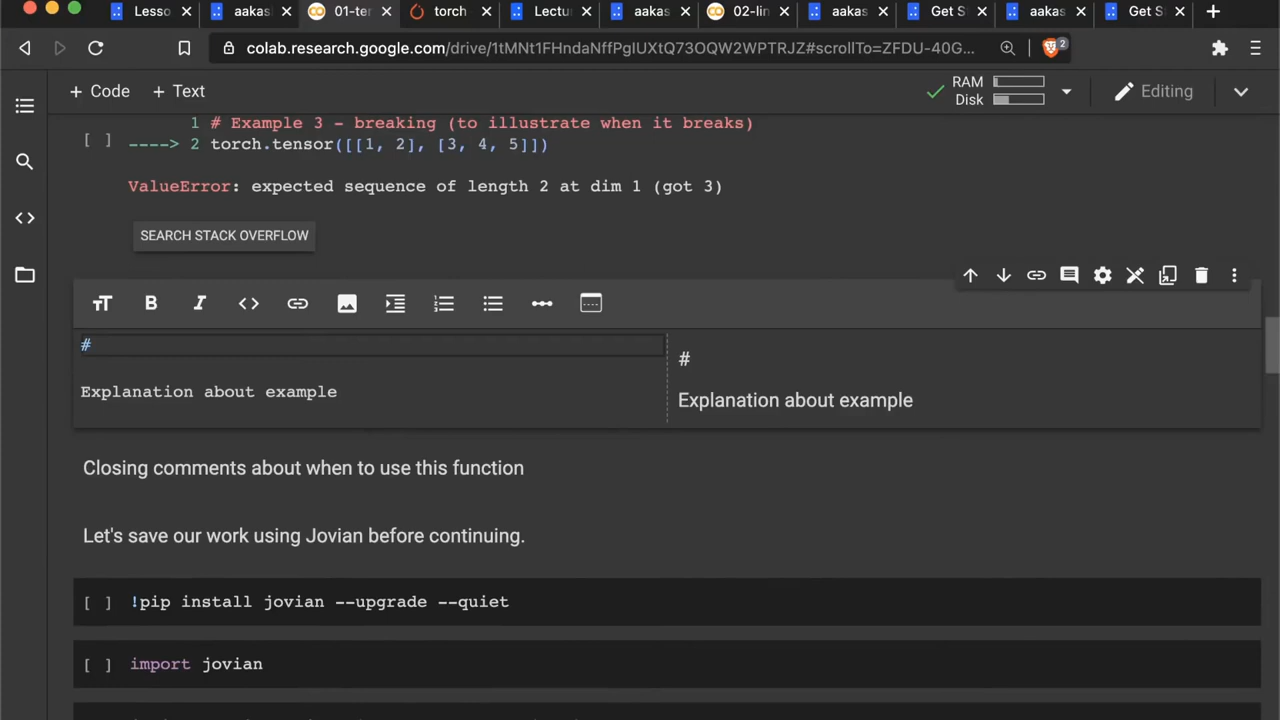 Lesso
aakasl
01-ter
torch
Lectu
aakas
02-lin
aakas
Get S
aakas
Get S
colab.research.google.com/drive/1tMNt1FHndaNffPgIUXtQ73OQW2WPTRJZ#scrollTo=ZFDU-40G...
2
+ Code + Text
RAM
Disk
Editing
1 # Example 3 - breaking (to illustrate when it breaks)
[ ] ----> 2 torch.tensor([[1, 2], [3, 4, 5]])
ValueError: expected sequence of length 2 at dim 1 (got 3)
SEARCH STACK OVERFLOW
#
Explanation about example
#
Explanation about example
Closing comments about when to use this function
Let's save our work using Jovian before continuing.
[ ] !pip install jovian --upgrade --quiet
[ ] import jovian